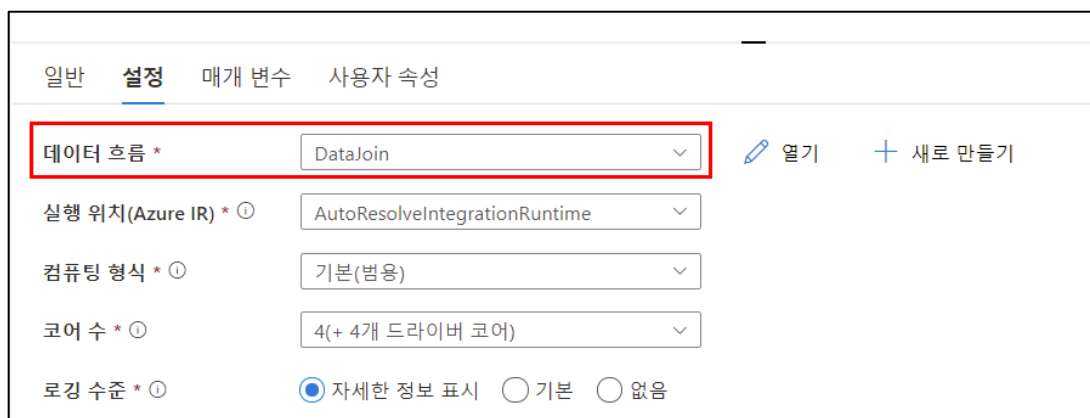 일반 설정 매개 변수 사용자 속성
데이터 흐름 * DataJoin 열기 새로 만들기
실행 위치(Azure IR) * AutoResolveIntegrationRuntime
컴퓨팅 형식 * 기본(범용)
코어 수 * 4(+ 4개 드라이버 코어)
로깅 수준 * 자세한 정보 표시 기본 없음